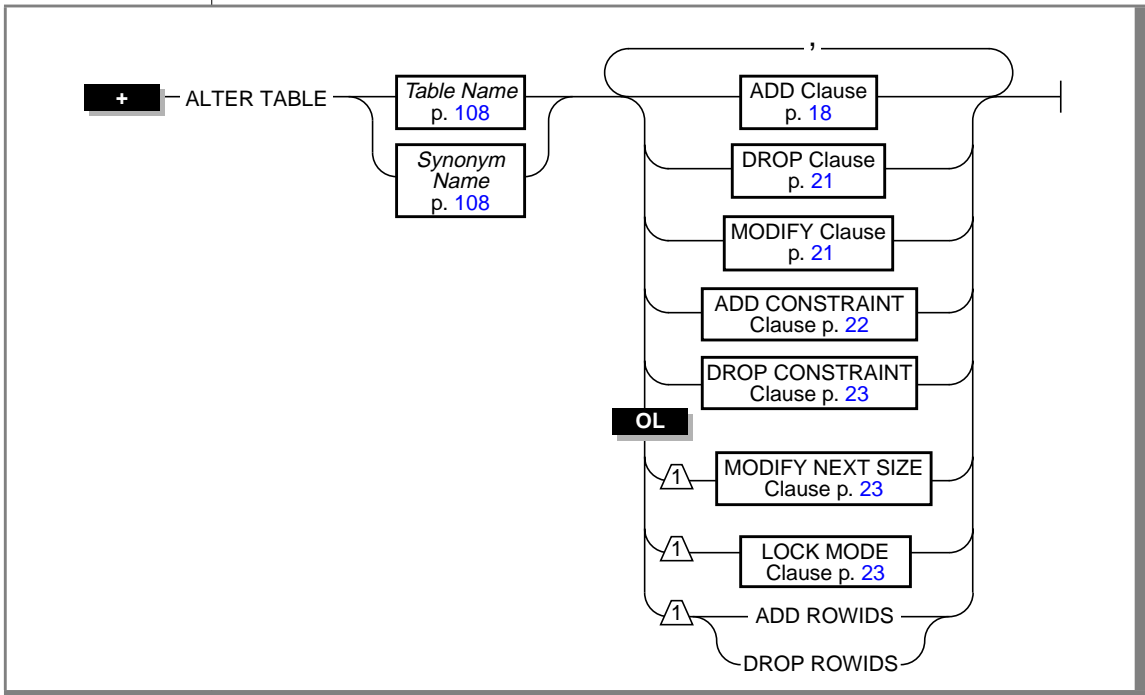 ,
+
ALTER TABLE
Table Name
p. 108
Synonym
Name
p. 108
ADD Clause
p. 18
DROP Clause
p. 21
MODIFY Clause
p. 21
ADD CONSTRAINT
Clause p. 22
DROP CONSTRAINT
Clause p. 23
OL
1
MODIFY NEXT SIZE
Clause p. 23
1
LOCK MODE
Clause p. 23
1
ADD ROWIDS
DROP ROWIDS